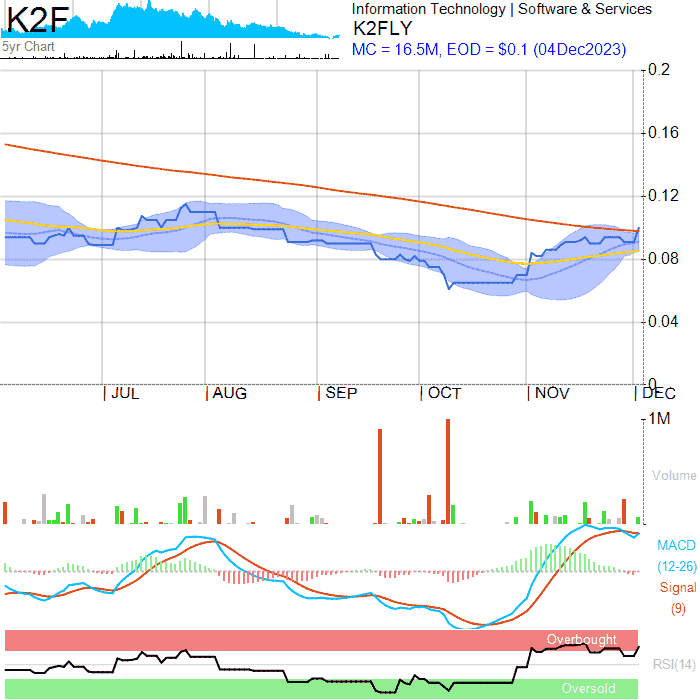 K2F
5yr Chart
Information Technology | Software & Services
K2FLY
MC = 16.5M, EOD = $0.1 (04Dec2023)
0.2
0.16
0.12
0.08
0.04
0
JUL AUG SEP OCT NOV DEC
1M
Volume
MACD
(12-26)
Signal
(9)
Overbought
RSI(14)
Oversold